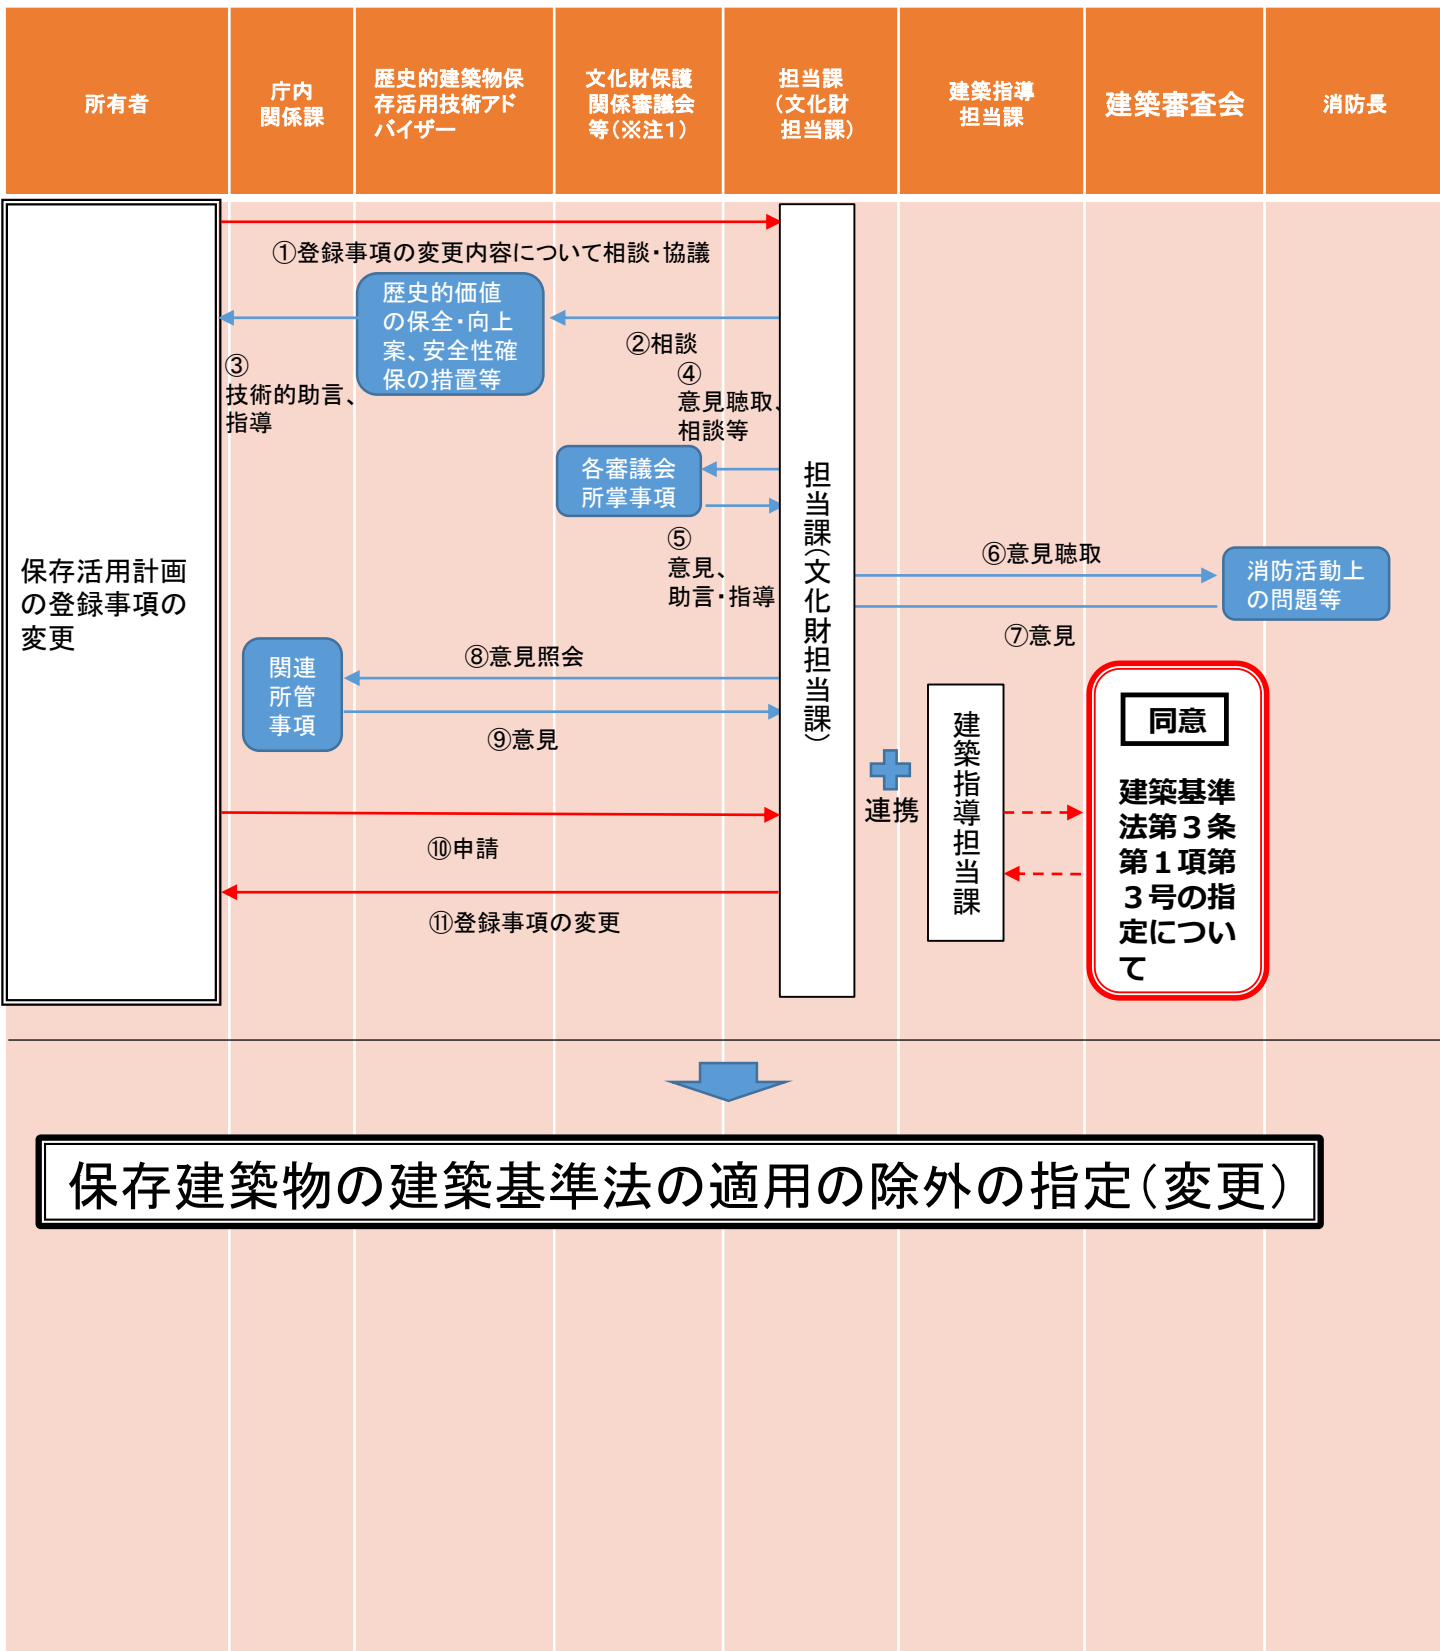 所有者
庁内
関係課
歴史的建築物保
存活用技術アド
バイザー
文化財保護
関係審議会
等(※注１)
担当課
(文化財
担当課)
建築指導
担当課
建築審査会
消防長
保存活用計画
の登録事項の
変更
①登録事項の変更内容について相談・協議
歴史的価値
の保全・向上
案、安全性確
保の措置等
②相談
③
技術的助言、
指導
④
意見聴取、
相談等
各審議会
所掌事項
⑤
意見、
助言・指導
担当課(文化財担当課)
⑥意見聴取
消防活動上
の問題等
⑦意見
⑧意見照会
関連
所管
事項
⑨意見
連携
建築指導担当課
同意
建築基準
法第３条
第１項第
３号の指
定につい
て
⑩申請
⑪登録事項の変更
保存建築物の建築基準法の適用の除外の指定(変更)